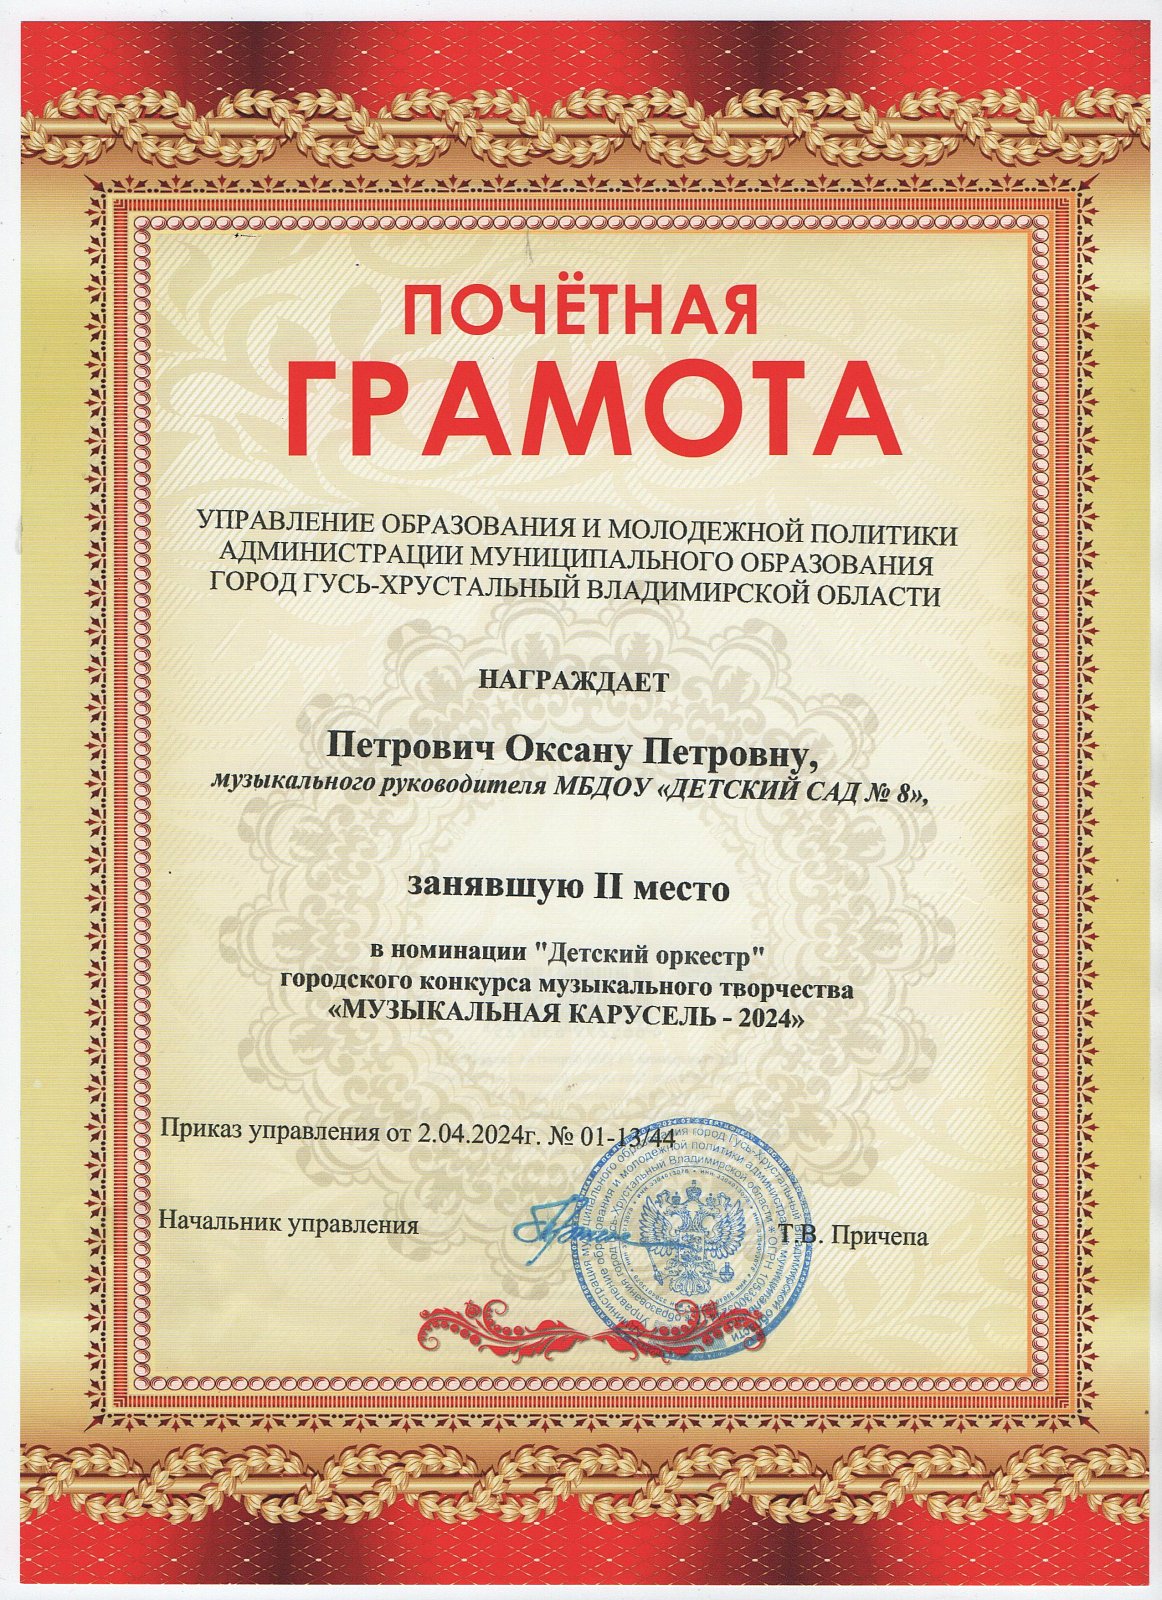 ПОЧЁТНАЯ
ГРАМОТА
УПРАВЛЕНИЕ ОБРАЗОВАНИЯ И МОЛОДЕЖНОЙ ПОЛИТИКИ
АДМИНИСТРАЦИИ МУНИЦИПАЛЬНОГО ОБРАЗОВАНИЯ
ГОРОД ГУСЬ-ХРУСТАЛЬНЫЙ ВЛАДИМИРСКОЙ ОБЛАСТИ
НАГРАЖДАЕТ
Петрович Оксану Петровну,
музыкального руководителя МБДОУ «ДЕТСКИЙ САД № 8»,
занявшую II место
в номинации "Детский оркестр"
городского конкурса музыкального творчества
«МУЗЫКАЛЬНАЯ КАРУСЕЛЬ - 2024»
Приказ управления от 2.04.2024г. № 01-13/44
Начальник управления
Т.В. Причепа